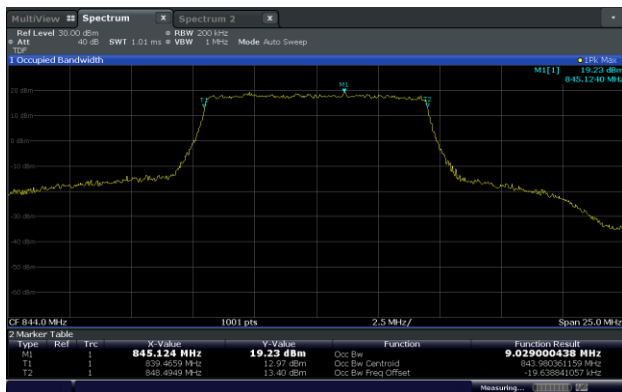 MultiView Spectrum X Spectrum 2 X
Ref Level 30.00 dBm RBW 200 kHz
Att 40 dB SWT 1.01 ms VBW 1 MHz Mode Auto Sweep
TDF
1 Occupied Bandwidth 1Pk Max
M1[1] 19.23 dBm
845.1240 MHz
M1
20 dBm
T1 T2
10 dBm
0 dBm
-10 dBm
-20 dBm
-30 dBm
-40 dBm
-50 dBm
-60 dBm
CF 844.0 MHz 1001 pts 2.5 MHz/ Span 25.0 MHz
2 Marker Table
Type Ref Trc X-Value Y-Value Function Function Result
M1 1 845.124 MHz 19.23 dBm Occ Bw 9.029000438 MHz
T1 1 839.4659 MHz 12.97 dBm Occ Bw Centroid 843.980361159 MHz
T2 1 848.4949 MHz 13.40 dBm Occ Bw Freq Offset -19.638841057 kHz
Measuring...